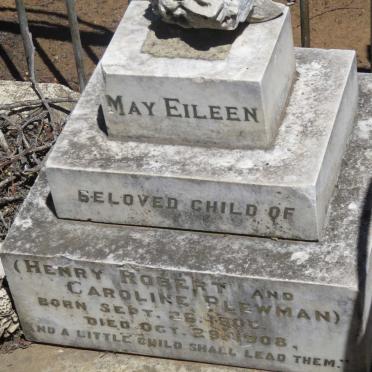 MAY EILEEN
BELOVED CHILD OF
(HENRY ROBERT AND
CAROLINE PLEWMAN)
BORN SEPT.
DIED OCT. 29, 1908,
"AND A LITTLE CHILD SHALL LEAD THEM."